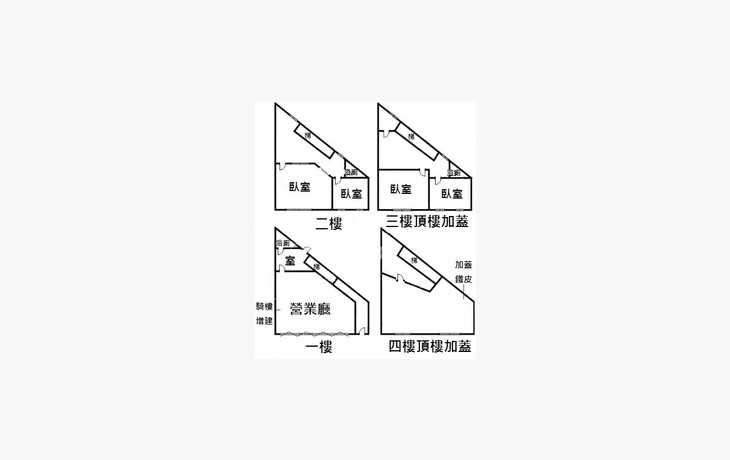 梯
浴廁
臥室
臥室
二樓
梯
浴廁
臥室
臥室
三樓頂樓加蓋
浴廁
室
梯
騎樓
增建
營業廳
一樓
梯
加蓋
鐵皮
四樓頂樓加蓋